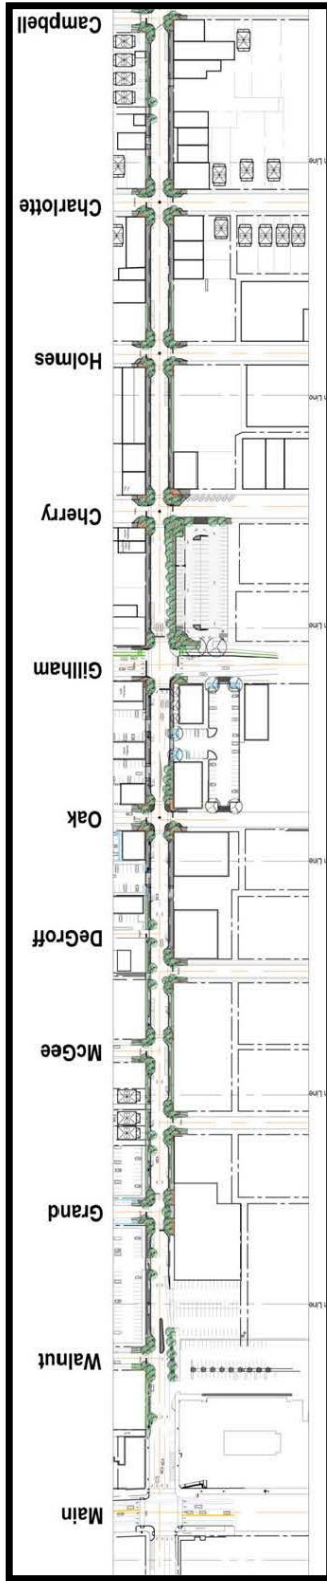 Campbell
Charlotte
Holmes
Cherry
Gillham
Oak
DeGroff
McGee
Grand
Walnut
Main